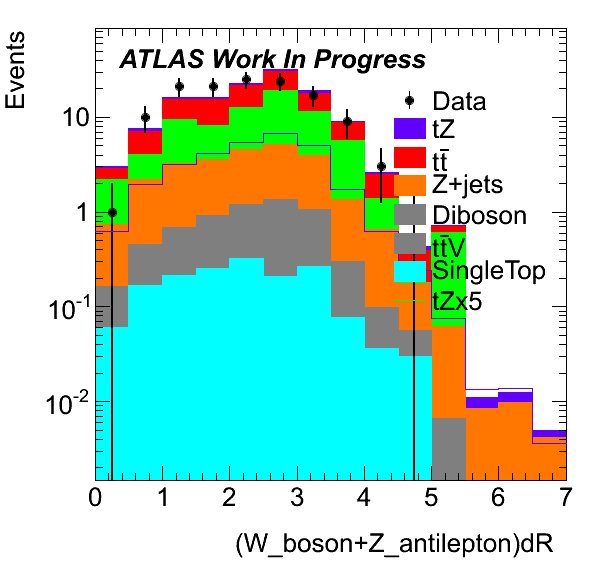 Events
ATLAS Work In Progress
Data
tZ
tt̄
Z+jets
Diboson
tt̄V
SingleTop
tZx5
10
1
10⁻¹
10⁻²
0 1 2 3 4 5 6 7
(W_boson+Z_antilepton)dR